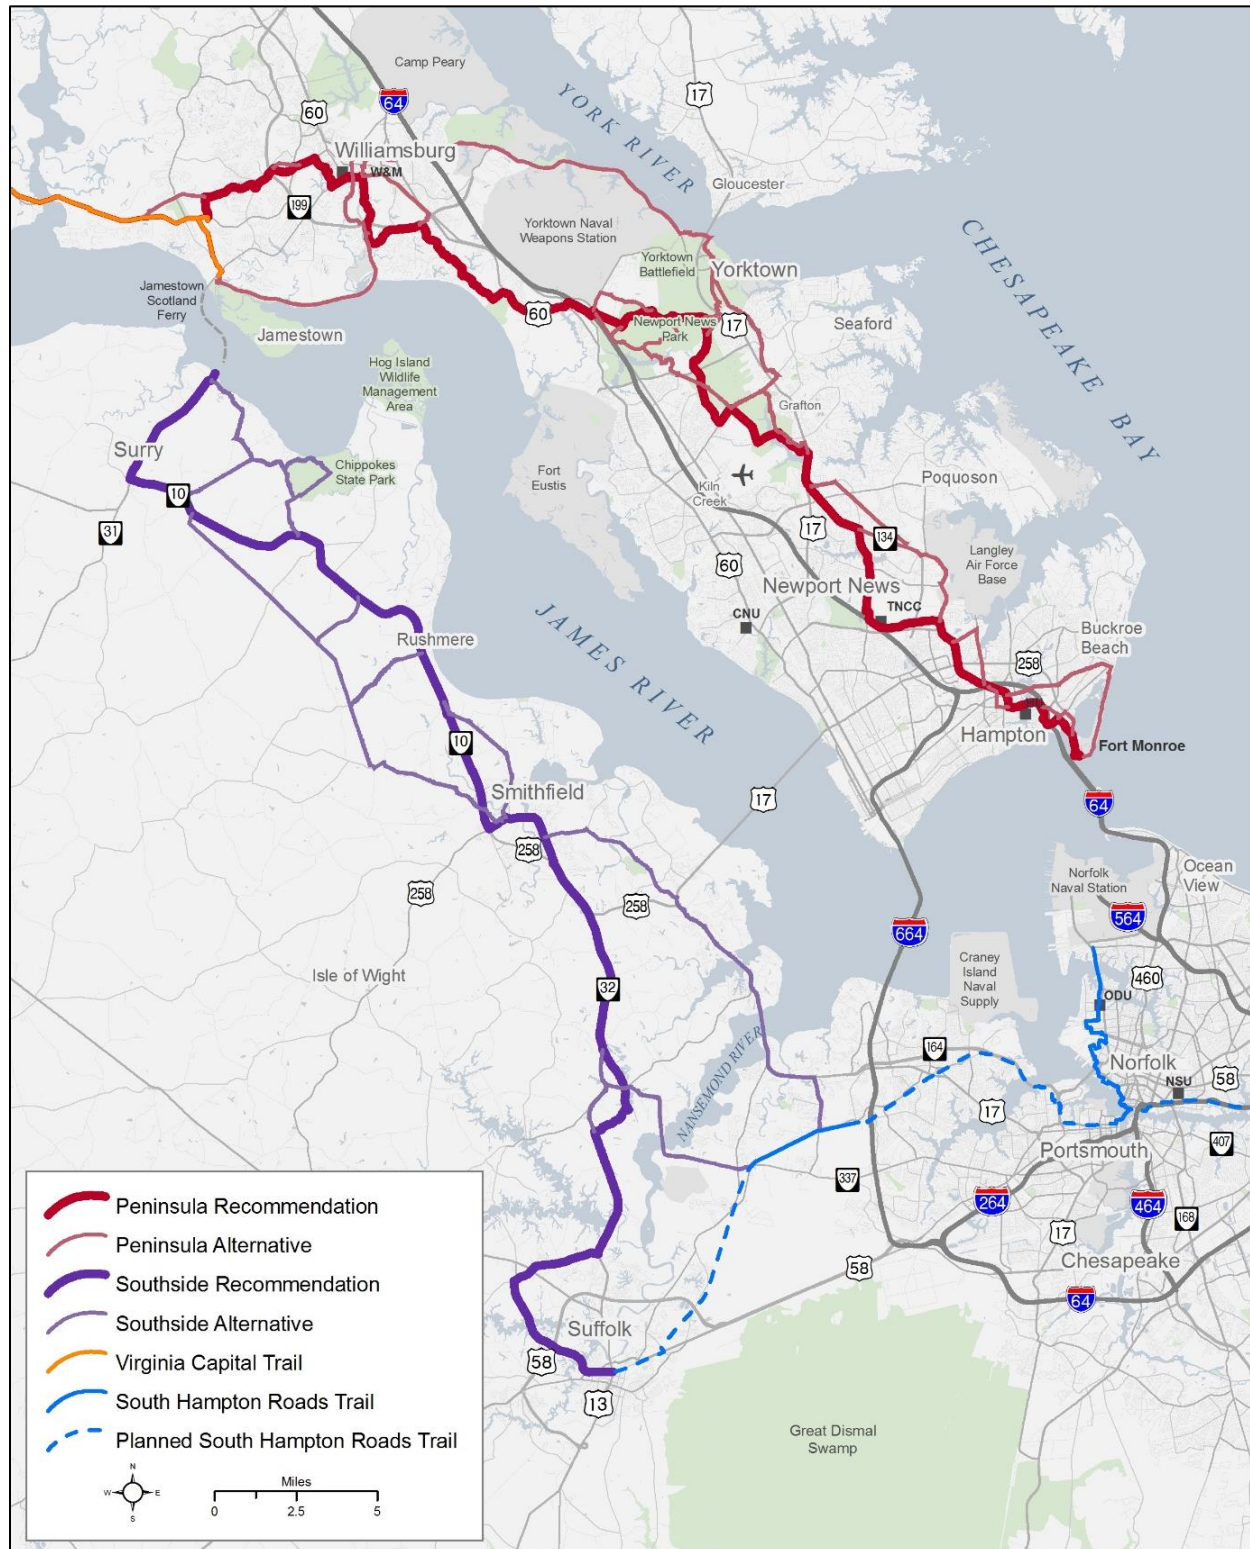 Camp Peary
64
17
60
YORK RIVER
Williamsburg
W&M
Gloucester
199
Yorktown Naval
Weapons Station
CHESAPEAKE BAY
Yorktown
Battlefield
Yorktown
Jamestown
Scotland
Ferry
60
Newport News
Park
17
Seaford
Jamestown
Hog Island
Wildlife
Management
Area
Grafton
Surry
Chippokes
State Park
Fort
Eustis
Kiln
Creek
Poquoson
10
31
17
134
Langley
Air Force
Base
60
Newport News
CNU
TNCC
Rushmere
JAMES RIVER
Buckroe
Beach
258
10
Hampton
Fort Monroe
Smithfield
17
64
258
258
258
Norfolk
Naval Station
Ocean
View
564
664
Craney
Island
Naval
Supply
Isle of Wight
32
460
ODU
NANSEMOND RIVER
164
Norfolk
NSU
58
17
407
Portsmouth
337
264
464
168
17
Chesapeake
58
64
Suffolk
58
13
Great Dismal
Swamp
Peninsula Recommendation
Peninsula Alternative
Southside Recommendation
Southside Alternative
Virginia Capital Trail
South Hampton Roads Trail
Planned South Hampton Roads Trail
N
W E
S
Miles
0 2.5 5